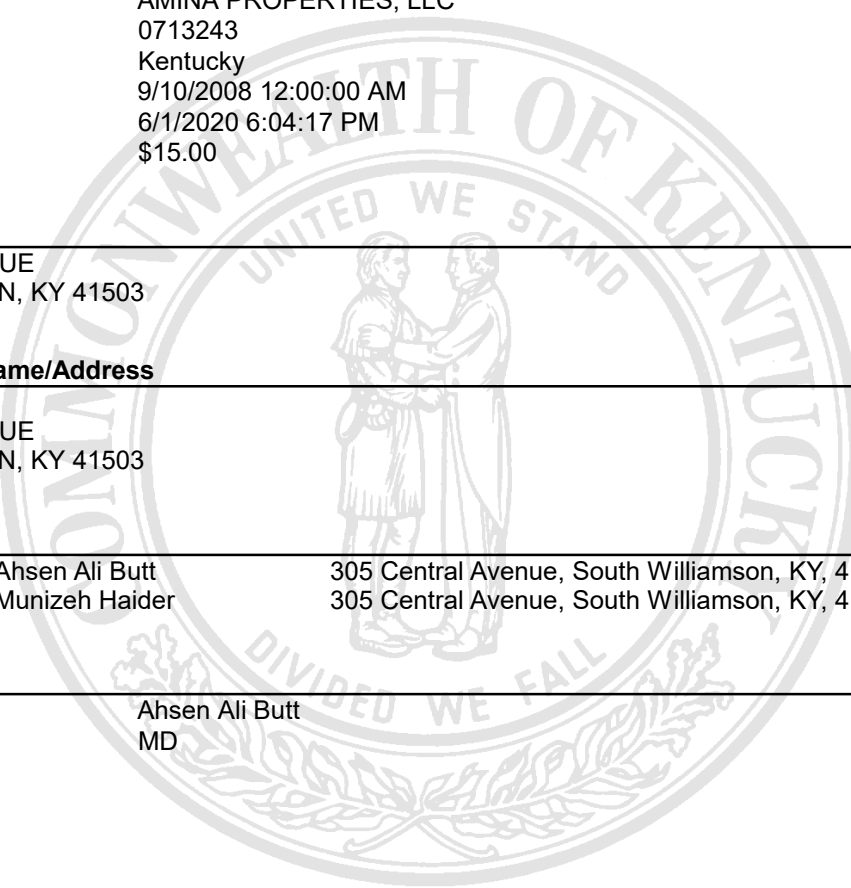 AMINA PROPERTIES, LLC
0713243
Kentucky
9/10/2008 12:00:00 AM
6/1/2020 6:04:17 PM
$15.00
UE
N, KY 41503
ame/Address
UE
N, KY 41503
Ahsen Ali Butt 305 Central Avenue, South Williamson, KY, 4
Munizeh Haider 305 Central Avenue, South Williamson, KY, 4
Ahsen Ali Butt
MD
COMMONWEALTH OF KENTUCKY
UNITED WE STAND
DIVIDED WE FALL